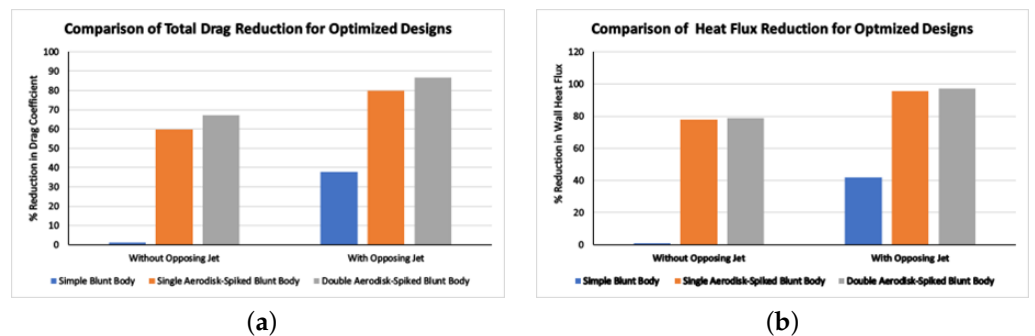 Comparison of Total Drag Reduction for Optimized Designs
% Reduction in Drag Coefficient
100
90
80
70
60
50
40
30
20
10
0
Without Opposing Jet
With Opposing Jet
Simple Blunt Body
Single Aerodisk-Spiked Blunt Body
Double Aerodisk-Spiked Blunt Body
(a)
Comparison of Heat Flux Reduction for Optmized Designs
% Reduction in Wall Heat Flux
120
100
80
60
40
20
0
Without Opposing Jet
With Opposing Jet
Simple Blunt Body
Single Aerodisk-Spiked Blunt Body
Double Aerodisk-Spiked Blunt Body
(b)